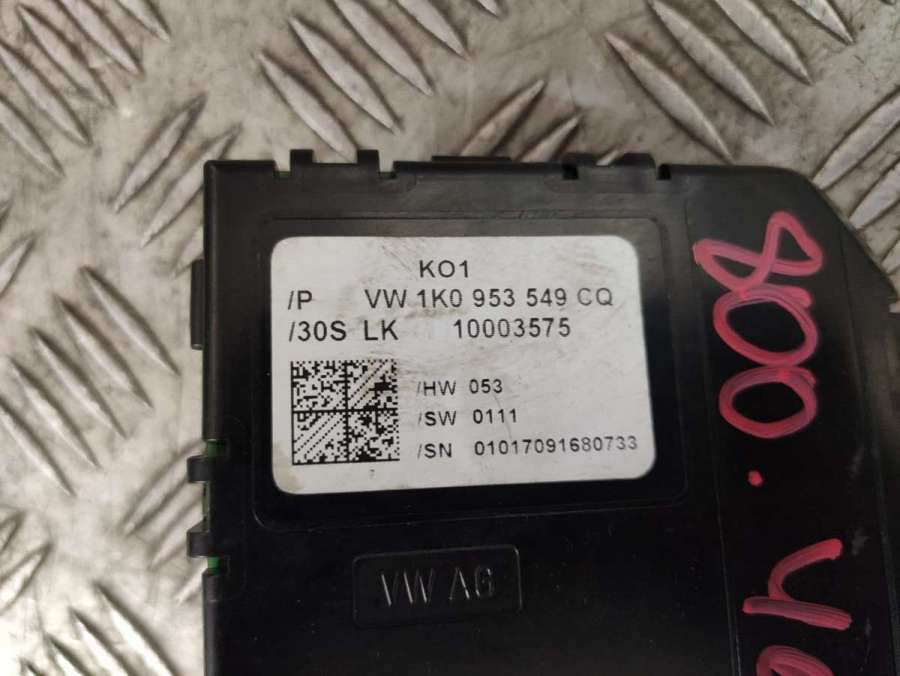 KO1
/P VW 1K0 953 549 CQ
/30S LK 10003575
/HW 053
/SW 0111
/SN 01017091680733
VW AG